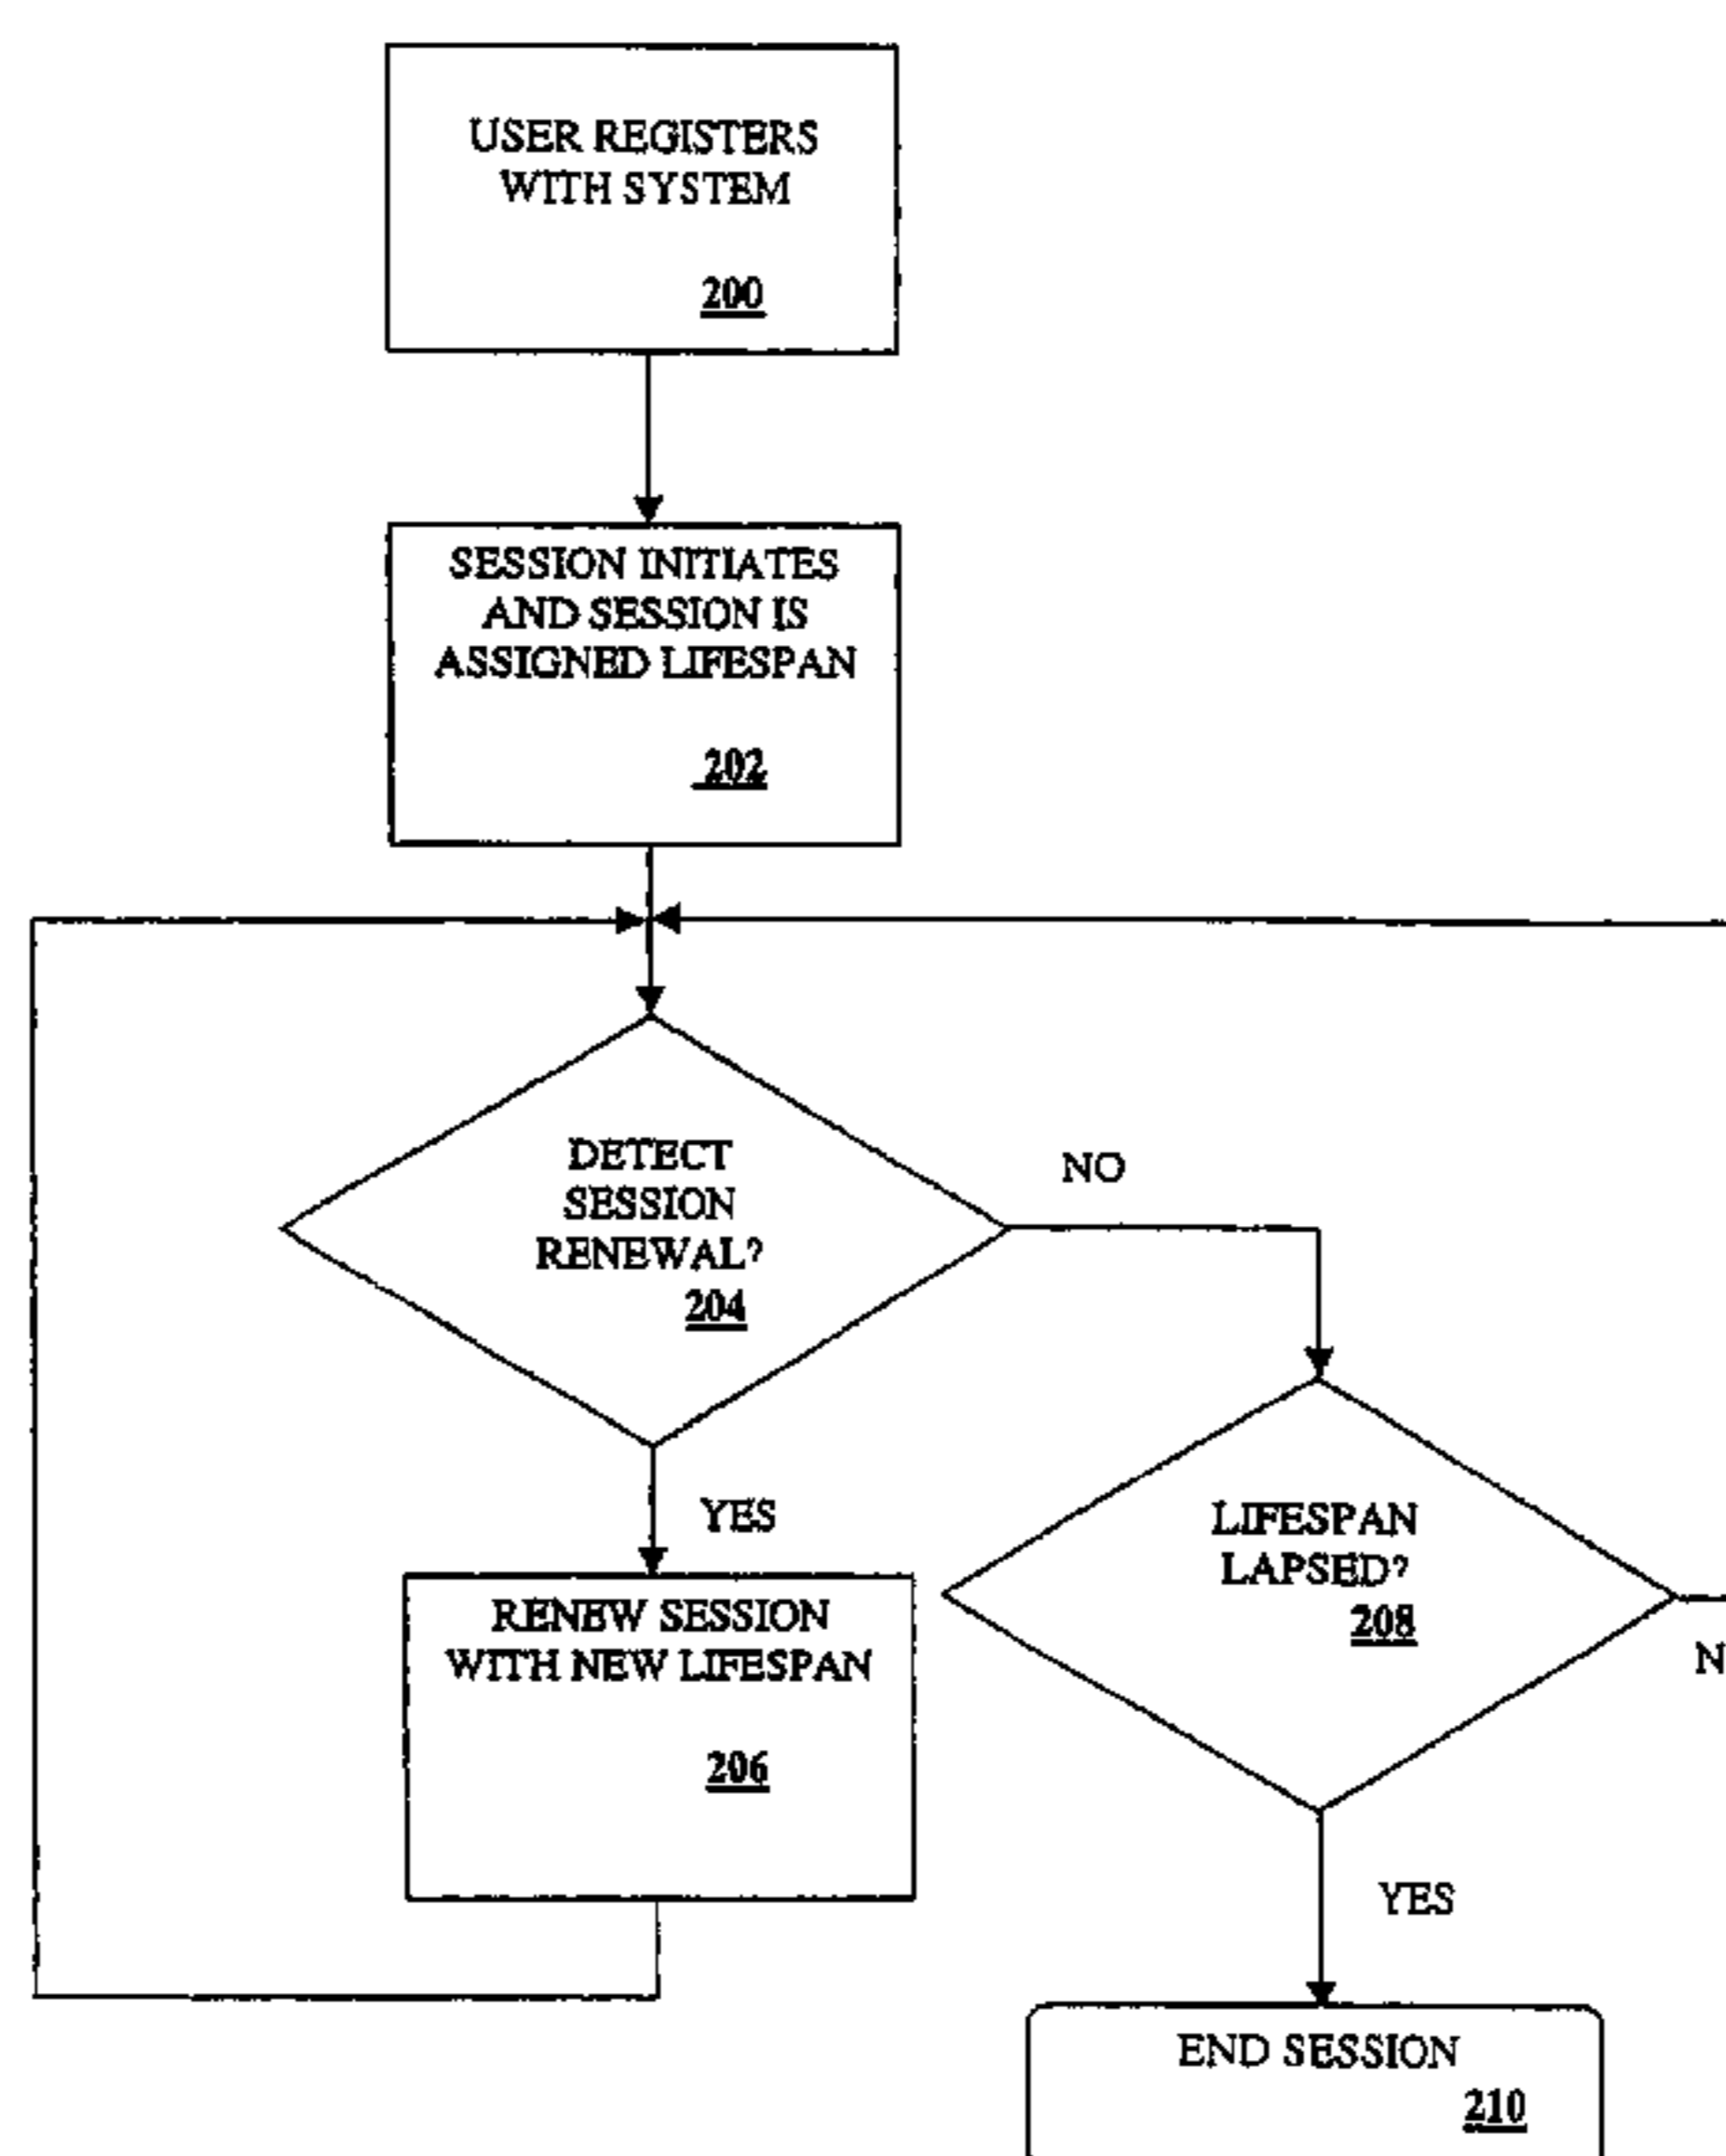 USER REGISTERS
WITH SYSTEM
200
SESSION INITIATES
AND SESSION IS
ASSIGNED LIFESPAN
202
DETECT
SESSION
RENEWAL?
204
NO
YES
RENEW SESSION
WITH NEW LIFESPAN
206
LIFESPAN
LAPSED?
208
N
YES
END SESSION
210